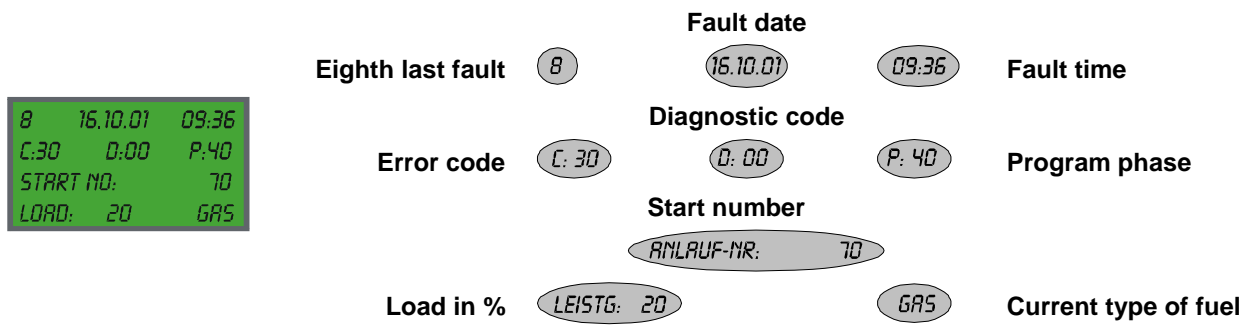 Fault date
Eighth last fault 8 16.10.01 09:36 Fault time
Diagnostic code
Error code C: 30 D: 00 P: 40 Program phase
Start number
ANLAUF-NR: 70
Load in % LEISTG: 20 GAS Current type of fuel
8 16.10.01 09:36
C:30 D:00 P:40
START NO: 70
LOAD: 20 GAS